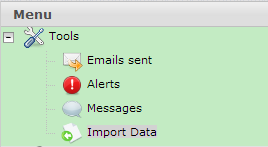 Menu
Tools
Emails sent
Alerts
Messages
Import Data